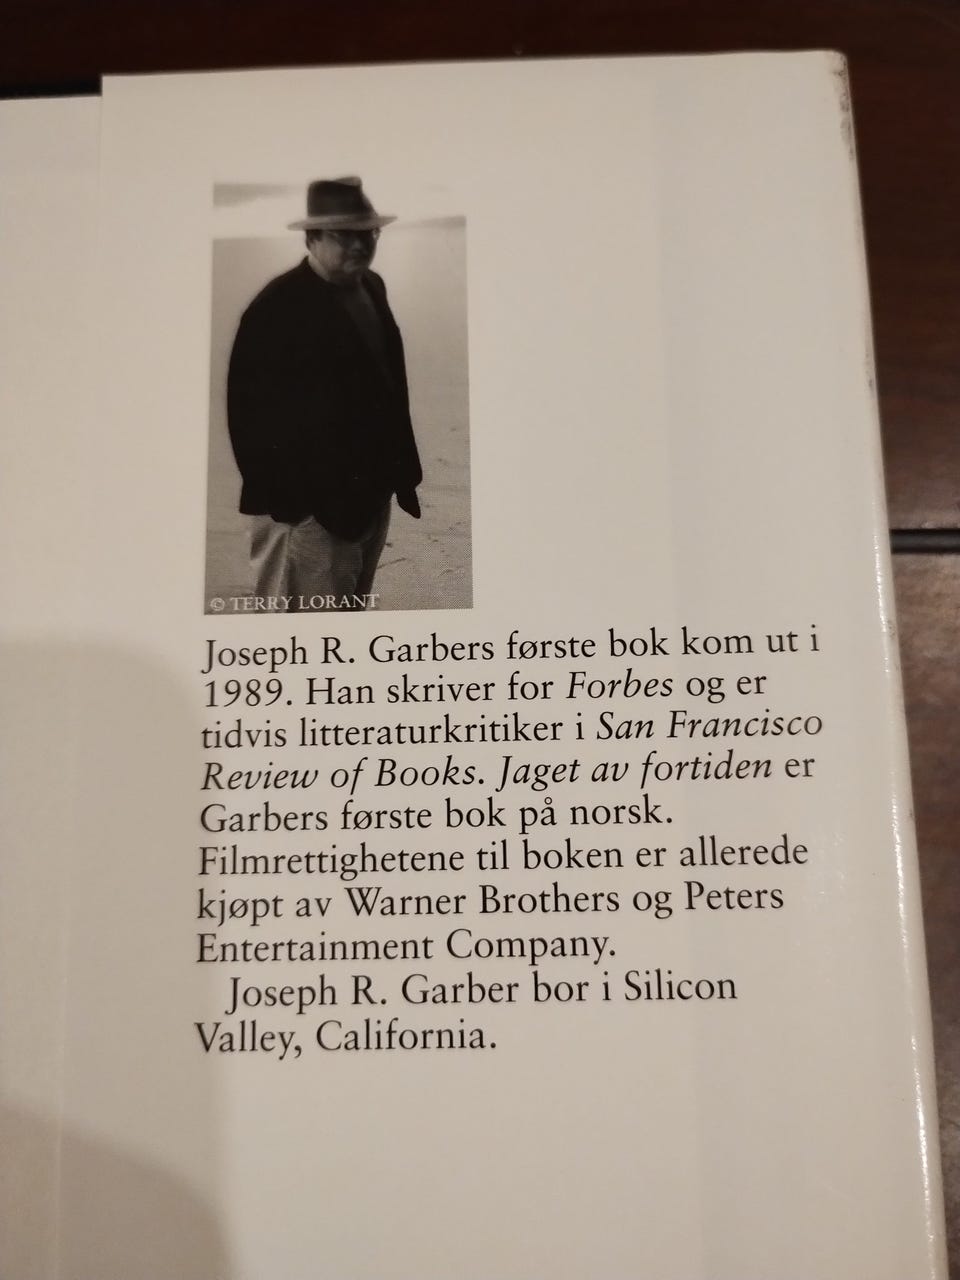 © TERRY LORANT
Joseph R. Garbers første bok kom ut i
1989. Han skriver for Forbes og er
tidvis litteraturkritiker i San Francisco
Review of Books. Jaget av fortiden er
Garbers første bok på norsk.
Filmrettighetene til boken er allerede
kjøpt av Warner Brothers og Peters
Entertainment Company.
Joseph R. Garber bor i Silicon
Valley, California.